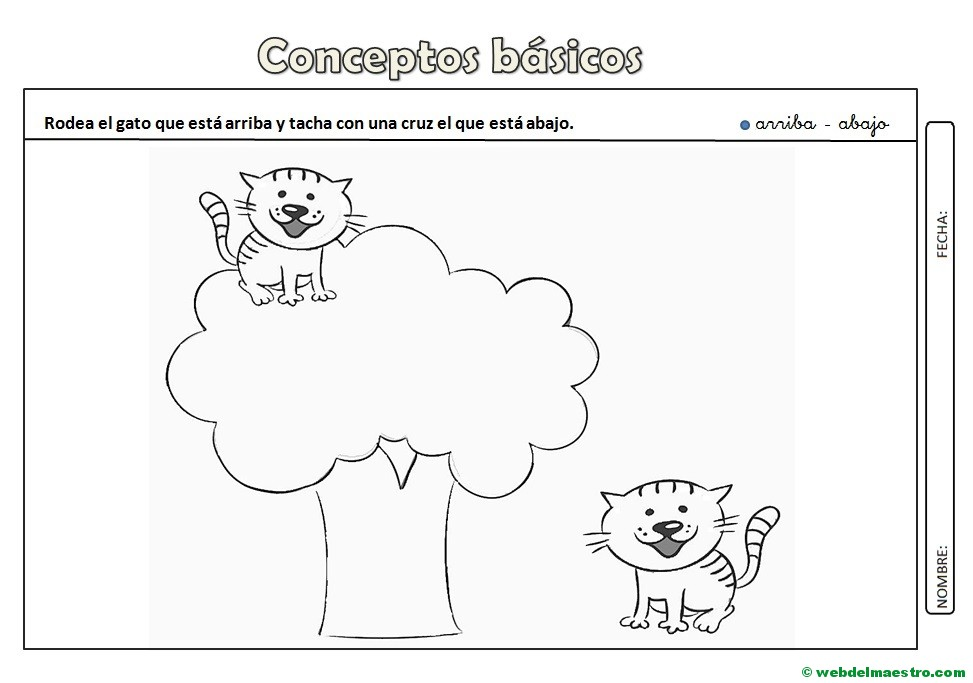 Conceptos básicos
Rodea el gato que está arriba y tacha con una cruz el que está abajo.
arriba - abajo
FECHA:
NOMBRE:
© webdelmaestro.com